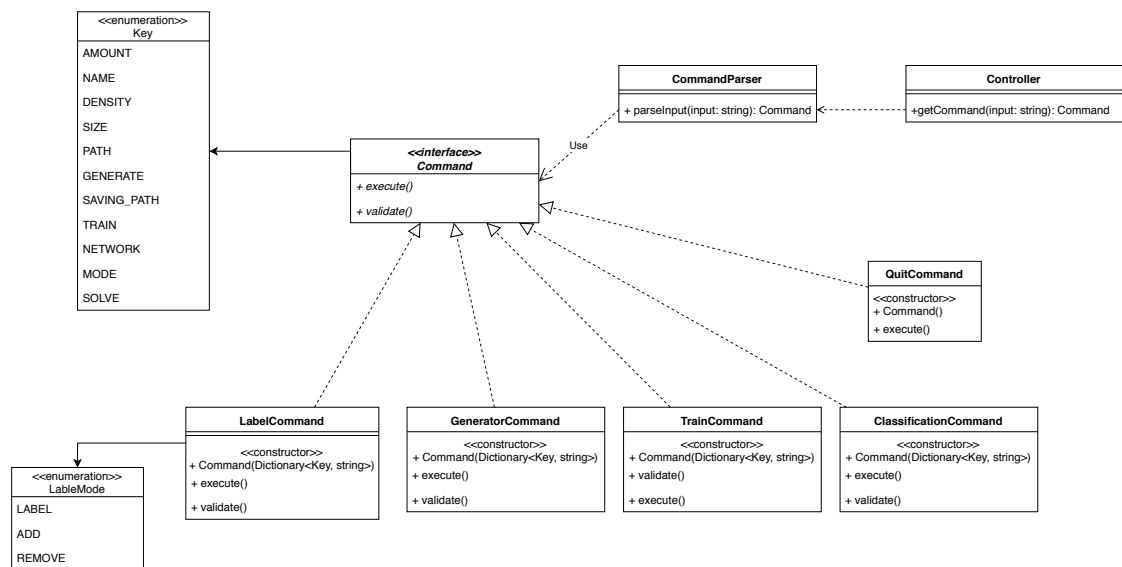 <<enumeration>>
Key
AMOUNT
NAME
DENSITY
SIZE
PATH
GENERATE
SAVING_PATH
TRAIN
NETWORK
MODE
SOLVE
CommandParser
+ parseInput(input: string): Command
Controller
+getCommand(input: string): Command
Use
<<interface>>
Command
+ execute()
+ validate()
QuitCommand
<<constructor>>
+ Command()
+ execute()
LabelCommand
<<constructor>>
+ Command(Dictionary<Key, string>)
+ execute()
+ validate()
GeneratorCommand
<<constructor>>
+ Command(Dictionary<Key, string>)
+ execute()
+ validate()
TrainCommand
<<constructor>>
+ Command(Dictionary<Key, string>)
+ validate()
+ execute()
ClassificationCommand
<<constructor>>
+ Command(Dictionary<Key, string>)
+ execute()
+ validate()
<<enumeration>>
LableMode
LABEL
ADD
REMOVE